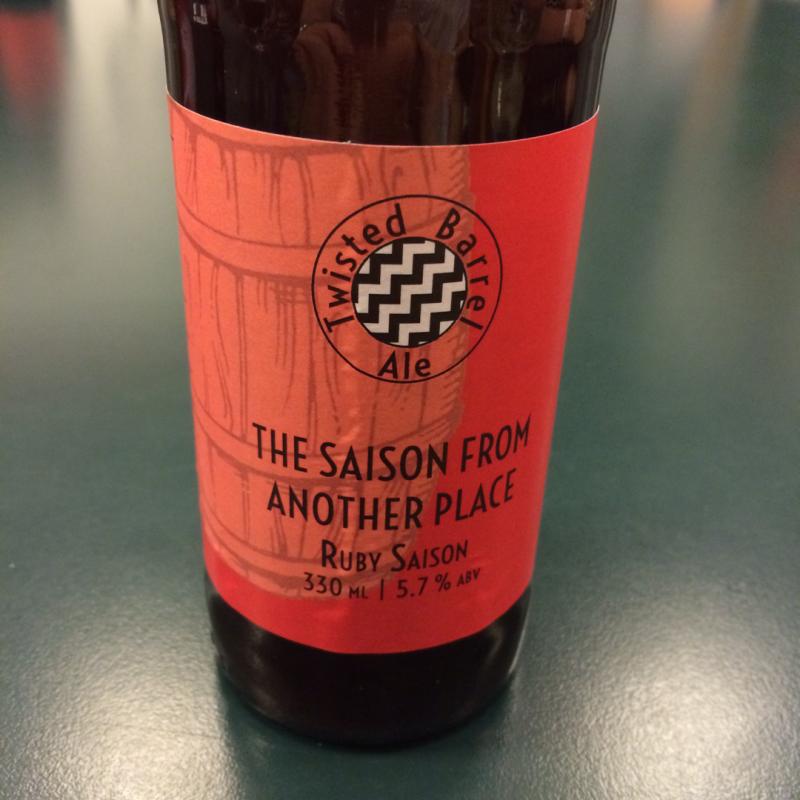 Twisted Barrel
Ale
THE SAISON FROM
ANOTHER PLACE
RUBY SAISON
330 ML | 5.7 % ABV